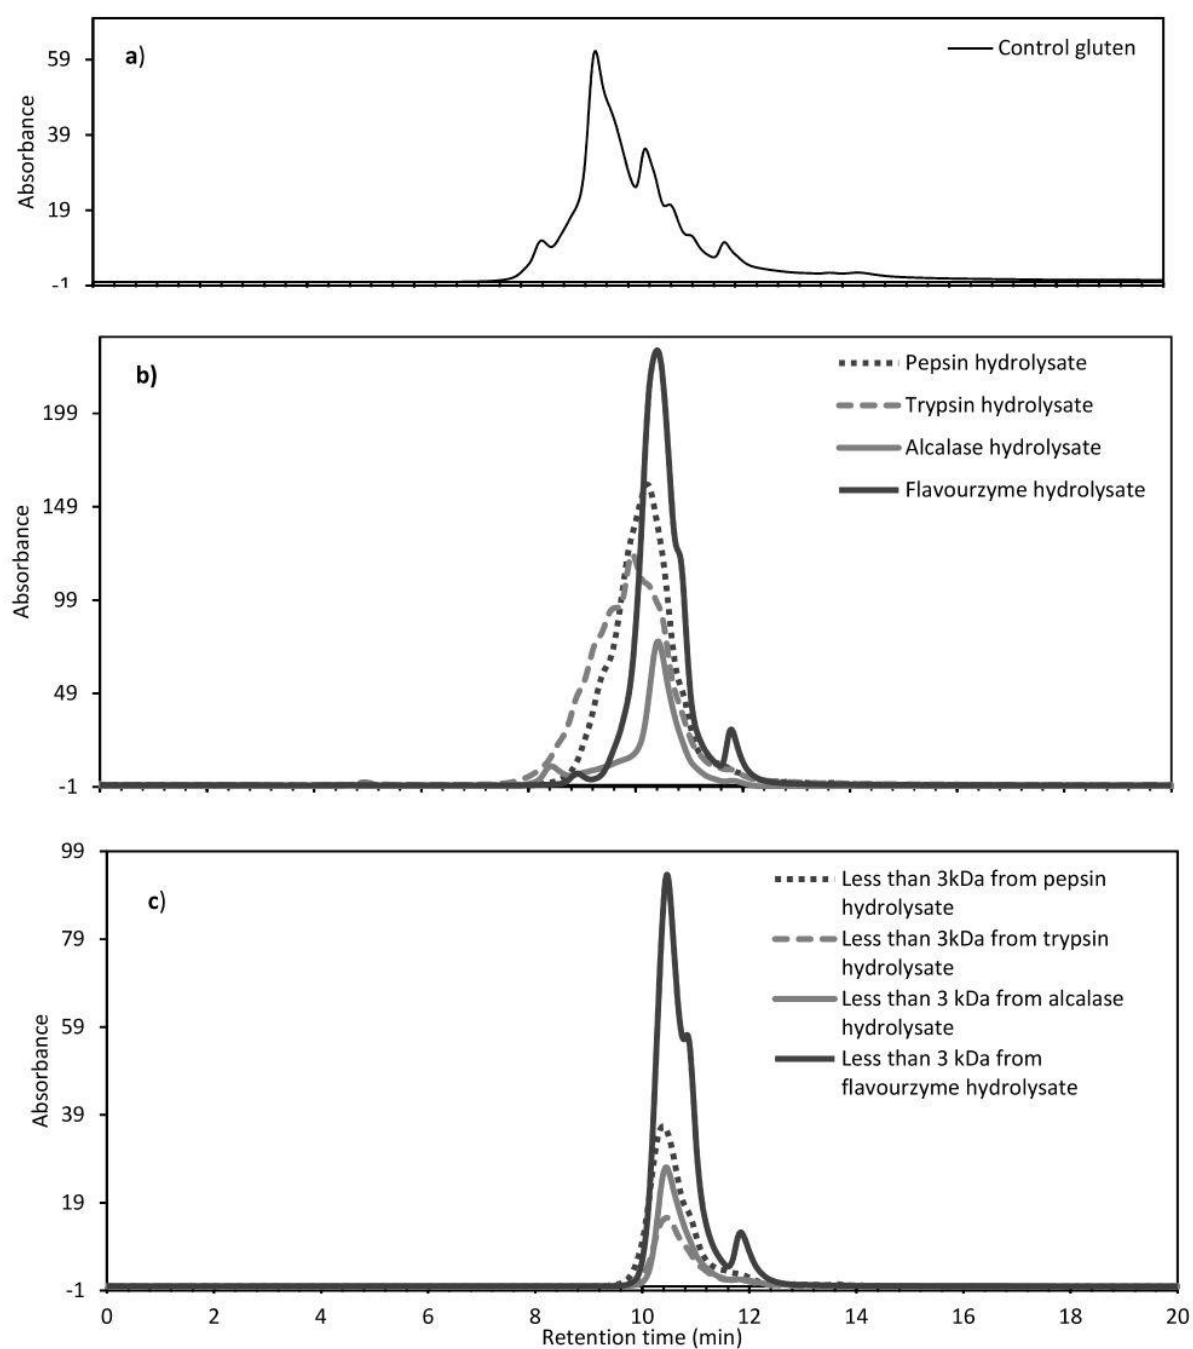 a)
Control gluten
59
39
19
-1
Absorbance
b)
Pepsin hydrolysate
Trypsin hydrolysate
Alcalase hydrolysate
Flavourzyme hydrolysate
199
149
99
49
-1
Absorbance
c)
Less than 3kDa from pepsin
hydrolysate
Less than 3kDa from trypsin
hydrolysate
Less than 3 kDa from alcalase
hydrolysate
Less than 3 kDa from
flavourzyme hydrolysate
99
79
59
39
19
-1
Absorbance
0 2 4 6 8 10 12 14 16 18 20
Retention time (min)